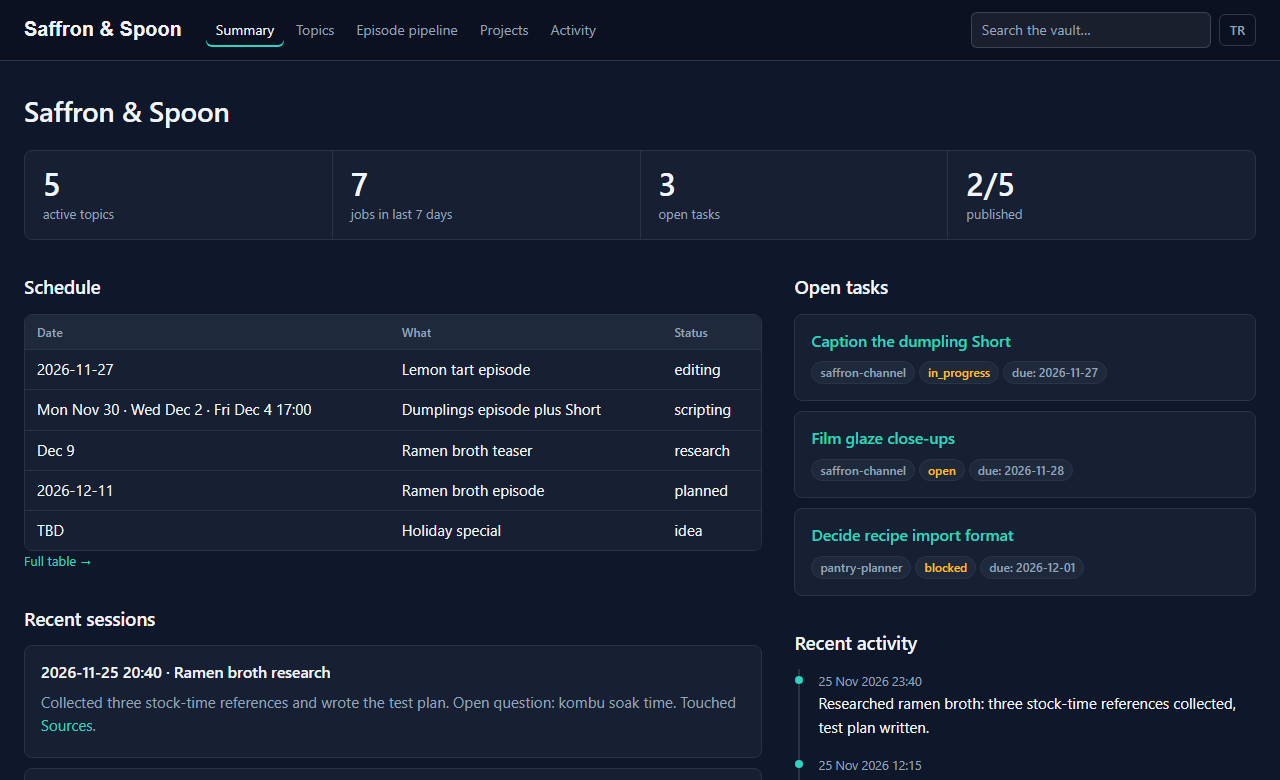 Saffron & Spoon
Summary
Topics
Episode pipeline
Projects
Activity
Search the vault...
TR
Saffron & Spoon
5
active topics
7
jobs in last 7 days
3
open tasks
2/5
published
Schedule
Date What Status
2026-11-27 Lemon tart episode editing
Mon Nov 30 · Wed Dec 2 · Fri Dec 4 17:00 Dumplings episode plus Short scripting
Dec 9 Ramen broth teaser research
2026-12-11 Ramen broth episode planned
TBD Holiday special idea
Full table →
Recent sessions
2026-11-25 20:40 · Ramen broth research
Collected three stock-time references and wrote the test plan. Open question: kombu soak time. Touched
Sources.
Open tasks
Caption the dumpling Short
saffron-channel in_progress due: 2026-11-27
Film glaze close-ups
saffron-channel open due: 2026-11-28
Decide recipe import format
pantry-planner blocked due: 2026-12-01
Recent activity
25 Nov 2026 23:40
Researched ramen broth: three stock-time references collected,
test plan written.
25 Nov 2026 12:15